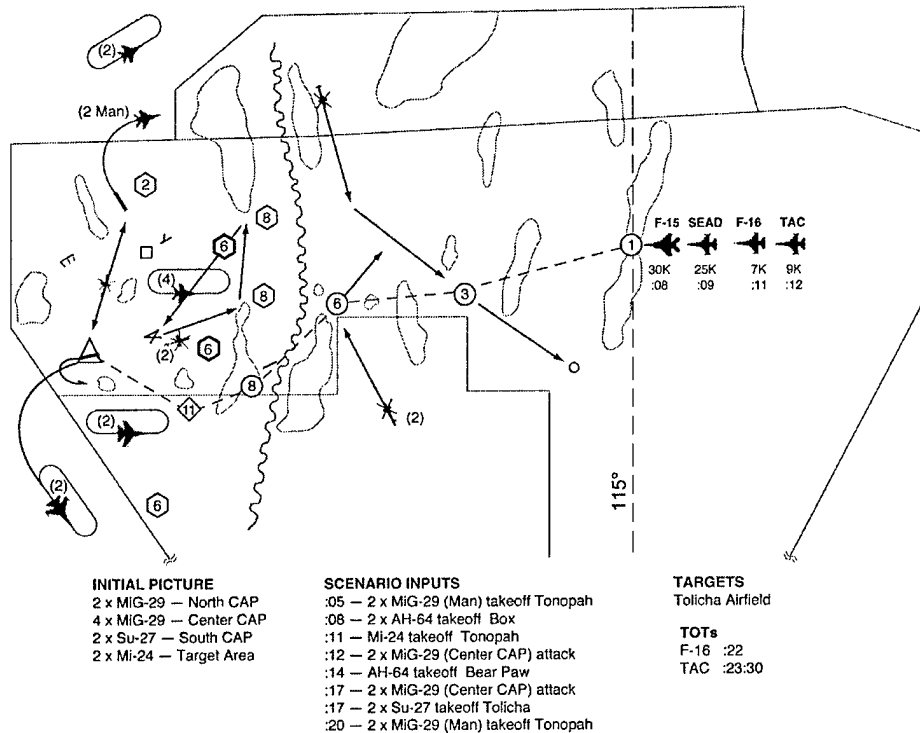 (2)
(2 Man)
2
8
6
(4)
8
6
(2)
8
11
(2)
(2)
6
6
3
1
(2)
115°
F-15 SEAD F-16 TAC
30K 25K 7K 9K
:08 :09 :11 :12
INITIAL PICTURE
2 x MiG-29 — North CAP
4 x MiG-29 — Center CAP
2 x Su-27 — South CAP
2 x Mi-24 — Target Area
SCENARIO INPUTS
:05 — 2 x MiG-29 (Man) takeoff Tonopah
:08 — 2 x AH-64 takeoff Box
:11 — Mi-24 takeoff Tonopah
:12 — 2 x MiG-29 (Center CAP) attack
:14 — AH-64 takeoff Bear Paw
:17 — 2 x MiG-29 (Center CAP) attack
:17 — 2 x Su-27 takeoff Tolicha
:20 — 2 x MiG-29 (Man) takeoff Tonopah
TARGETS
Tolicha Airfield
TOTs
F-16 :22
TAC :23:30